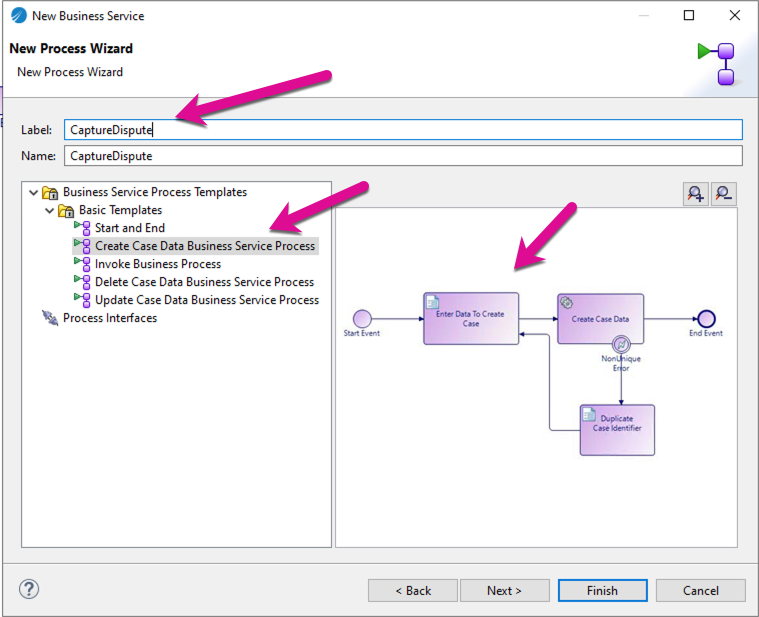 New Business Service
New Process Wizard
New Process Wizard
Label:
CaptureDispute
Name:
CaptureDispute
Business Service Process Templates
Basic Templates
Start and End
Create Case Data Business Service Process
Invoke Business Process
Delete Case Data Business Service Process
Update Case Data Business Service Process
Process Interfaces
Start Event
Enter Data To Create
Case
Create Case Data
End Event
NonUnique
Error
Duplicate
Case Identifier
?
< Back
Next >
Finish
Cancel